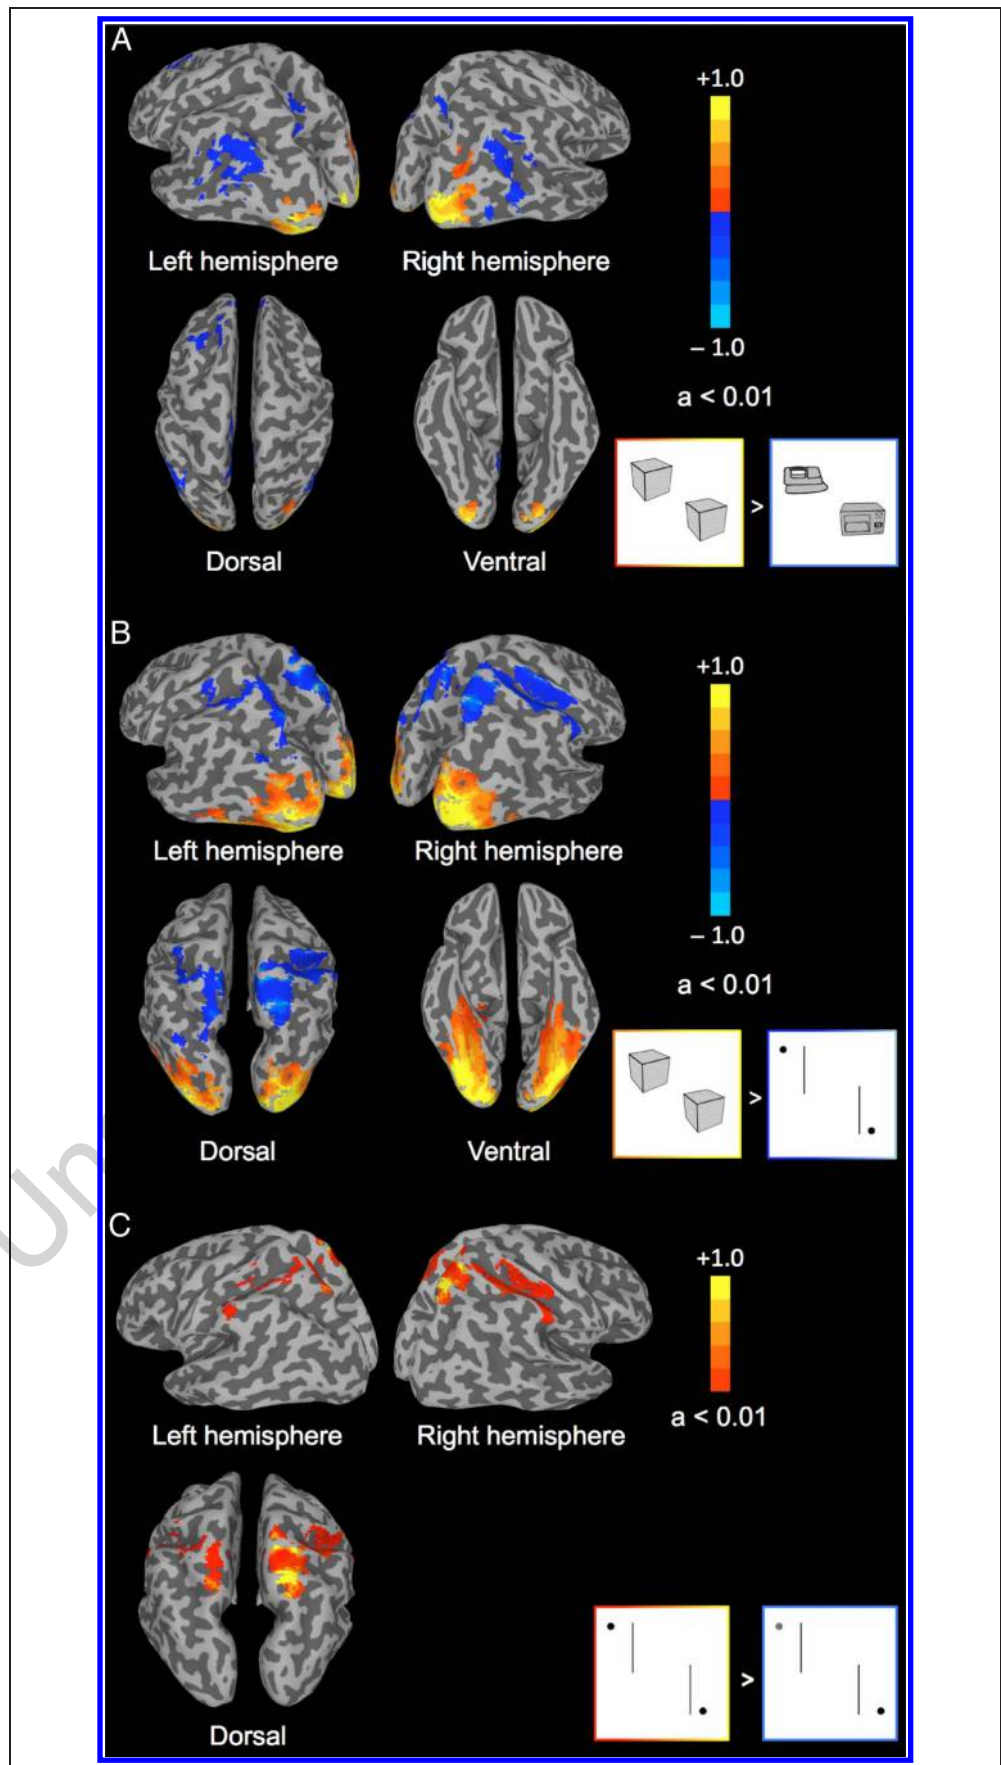 A
+1.0
Left hemisphere
Right hemisphere
– 1.0
a < 0.01
>
Dorsal
Ventral
B
+1.0
Left hemisphere
Right hemisphere
– 1.0
a < 0.01
>
Dorsal
Ventral
Un
C
+1.0
a < 0.01
Left hemisphere
Right hemisphere
>
Dorsal